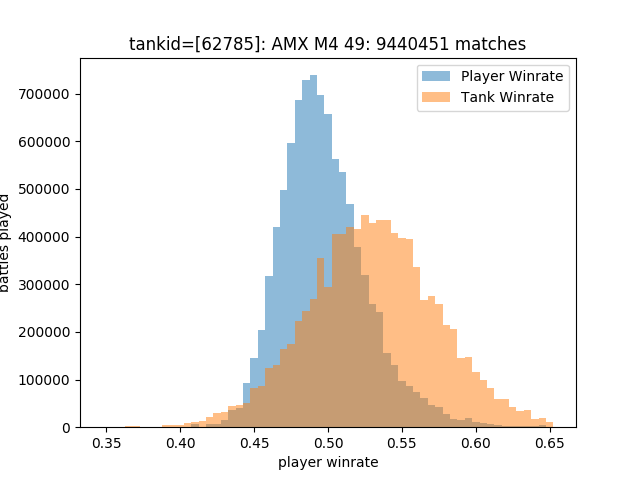 tankid=[62785]: AMX M4 49: 9440451 matches
Player Winrate
Tank Winrate
700000
600000
500000
400000
300000
200000
100000
0
battles played
0.35 0.40 0.45 0.50 0.55 0.60 0.65
player winrate